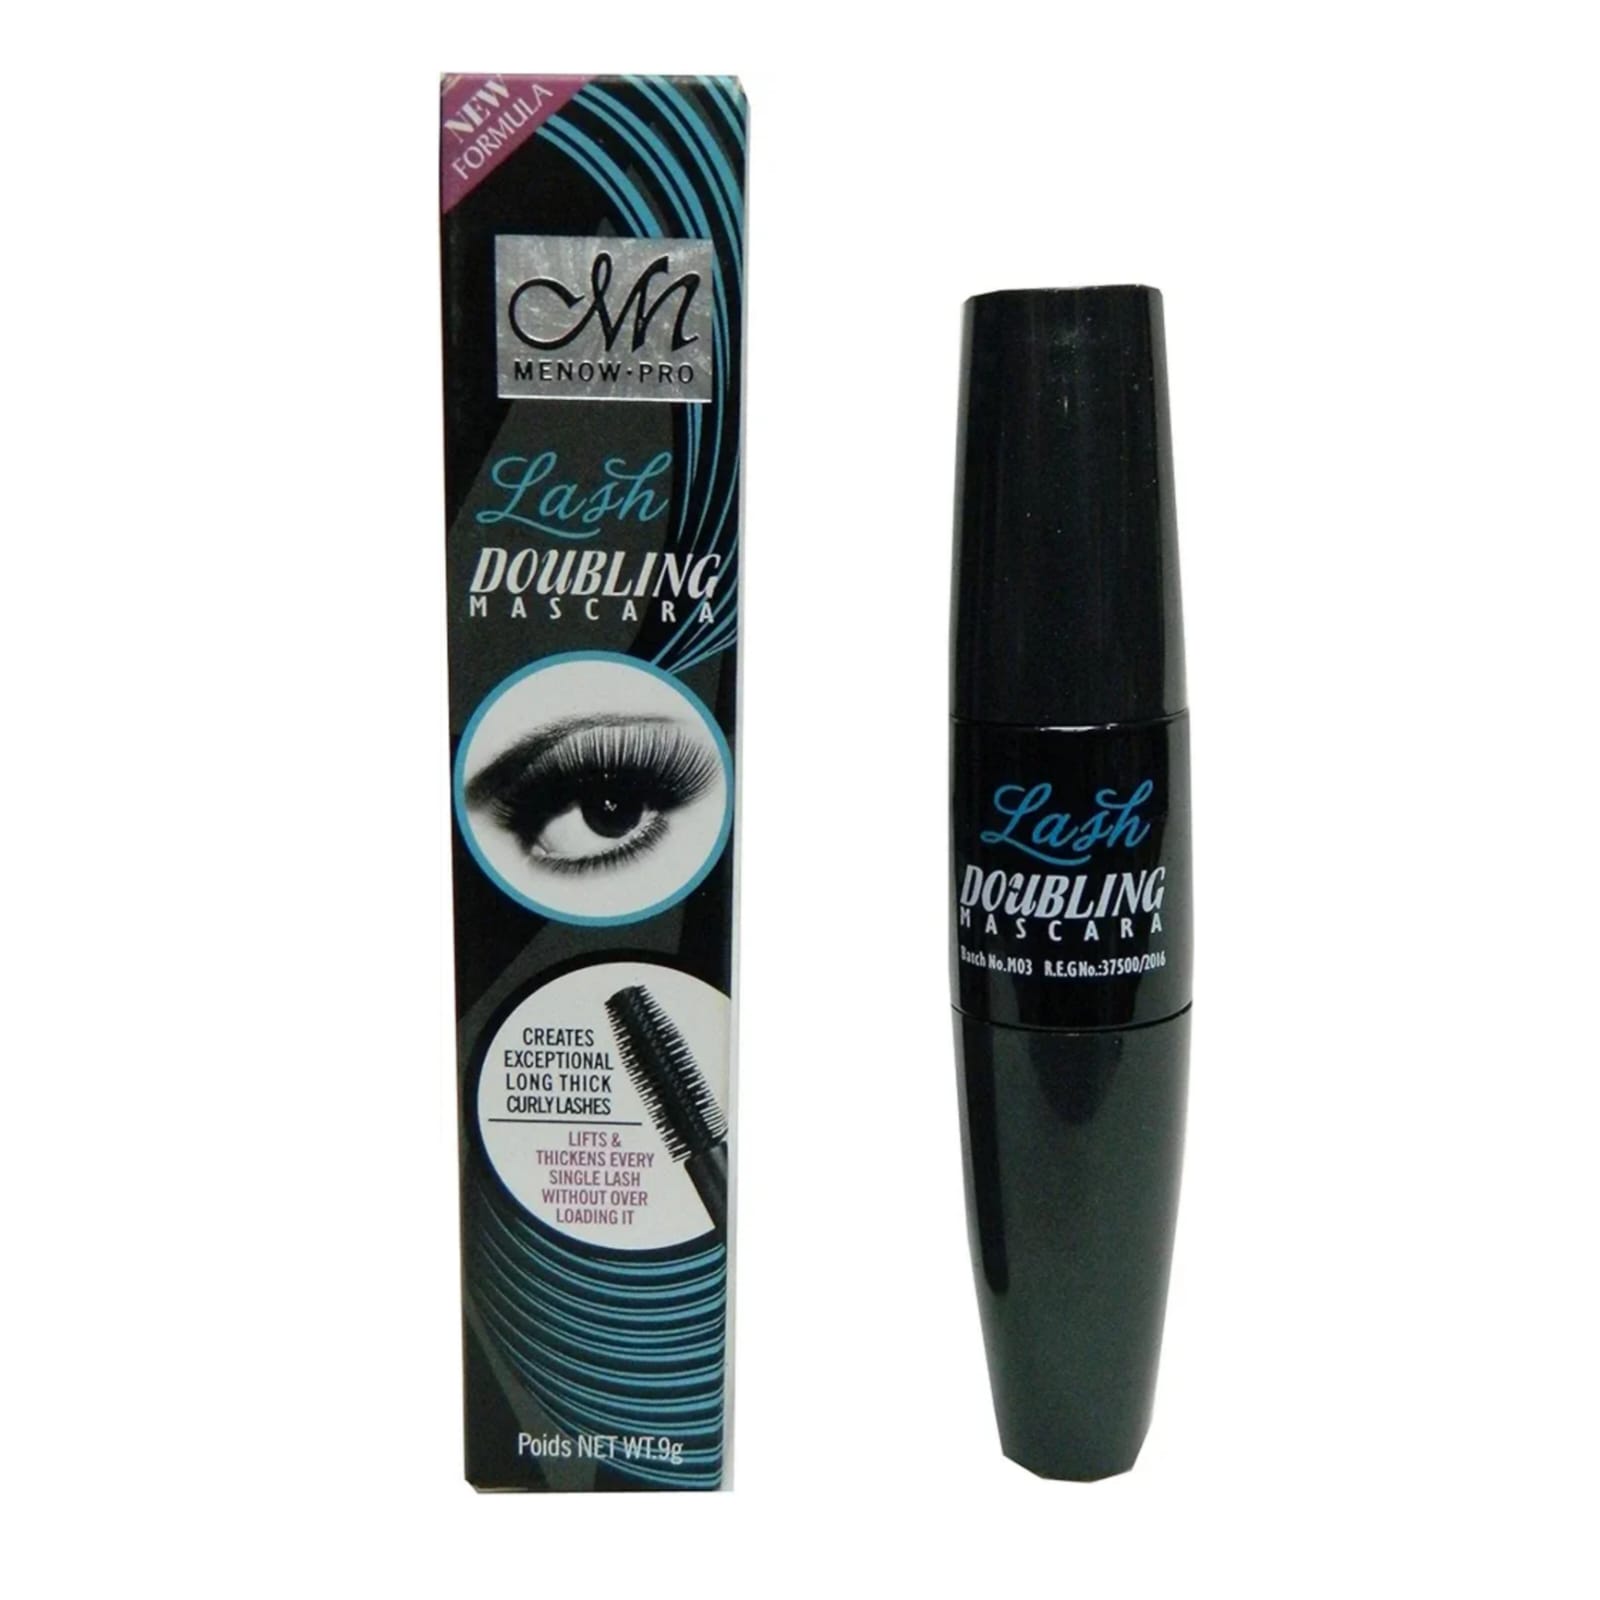 NEW
FORMULA
MENOW·PRO
Lash
DOUBLING
MASCARA
CREATES
EXCEPTIONAL
LONG THICK
CURLY LASHES
LIFTS &
THICKENS EVERY
SINGLE LASH
WITHOUT OVER
LOADING IT
Poids NET WT.9g
Lash
DOUBLING
MASCARA
Batch No.M03 R.E.GNo.:37500/2016